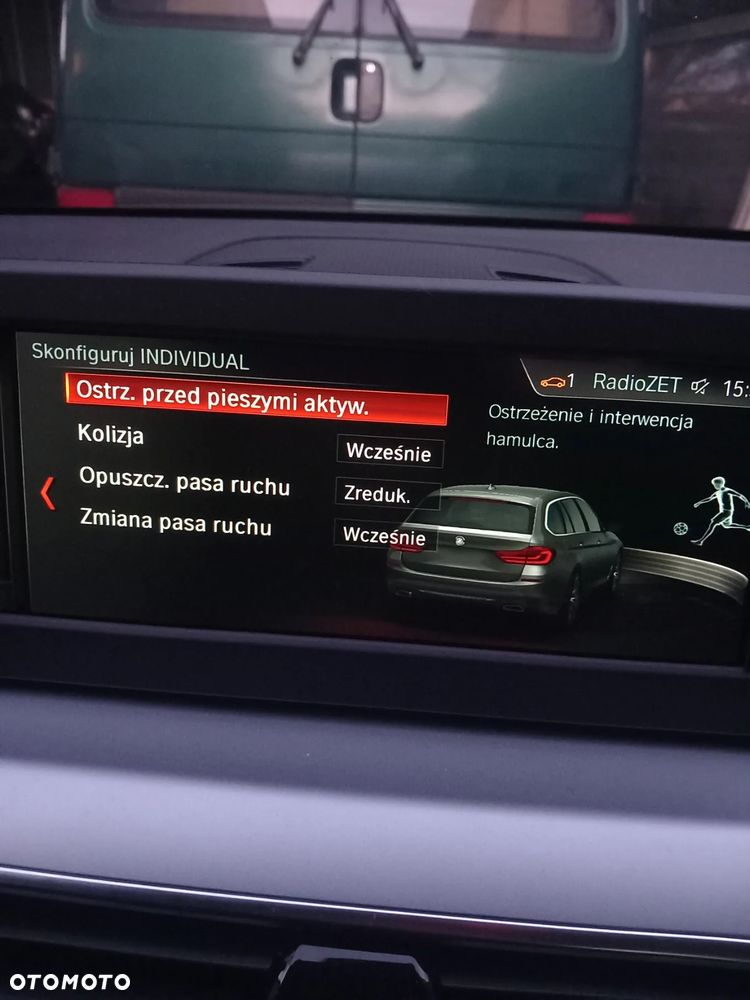 Skonfiguruj INDIVIDUAL
1 RadioZET 15:
Ostrz. przed pieszymi aktyw.
Kolizja Wcześnie
Opuszcz. pasa ruchu Zreduk.
Zmiana pasa ruchu Wcześnie
Ostrzeżenie i interwencja
hamulca.
OTOMOTO